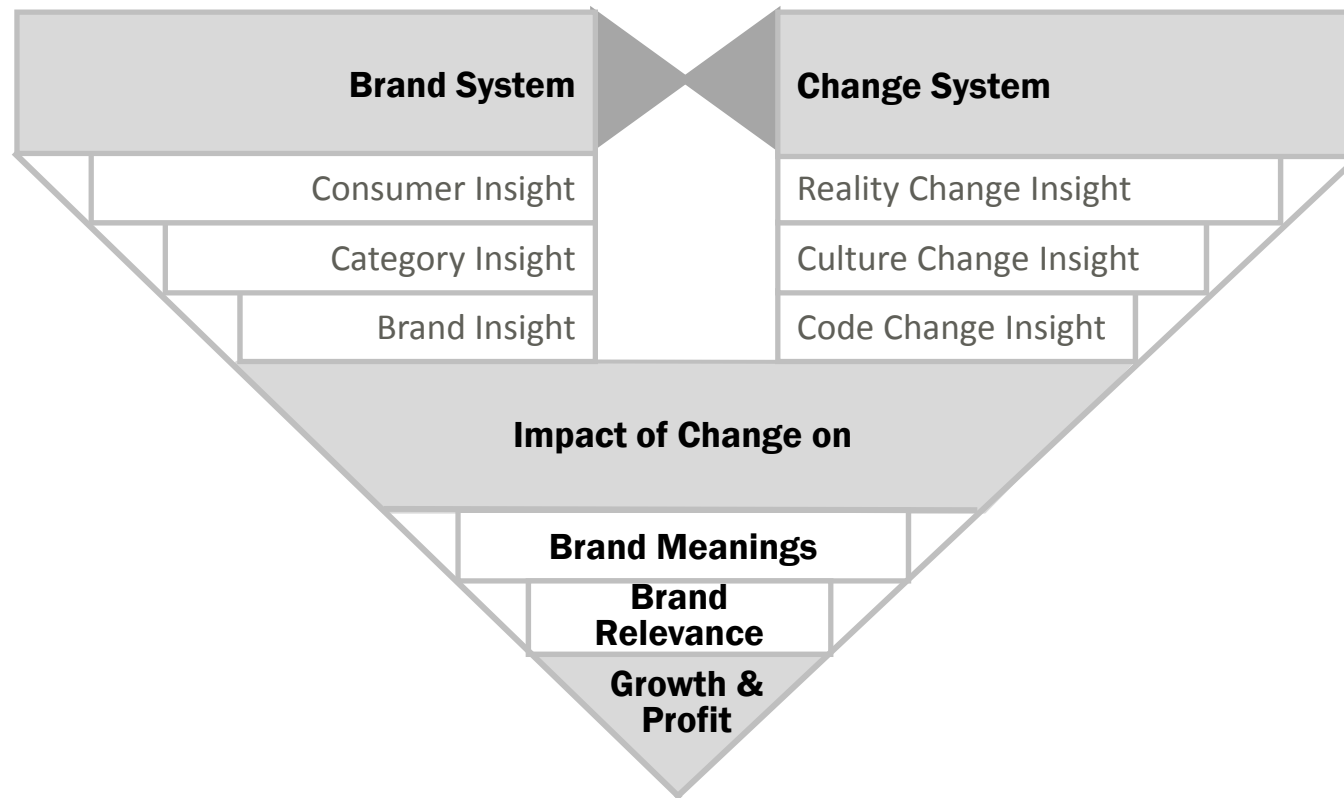 Brand System
Change System
Consumer Insight
Reality Change Insight
Category Insight
Culture Change Insight
Brand Insight
Code Change Insight
Impact of Change on
Brand Meanings
Brand
Relevance
Growth &
Profit